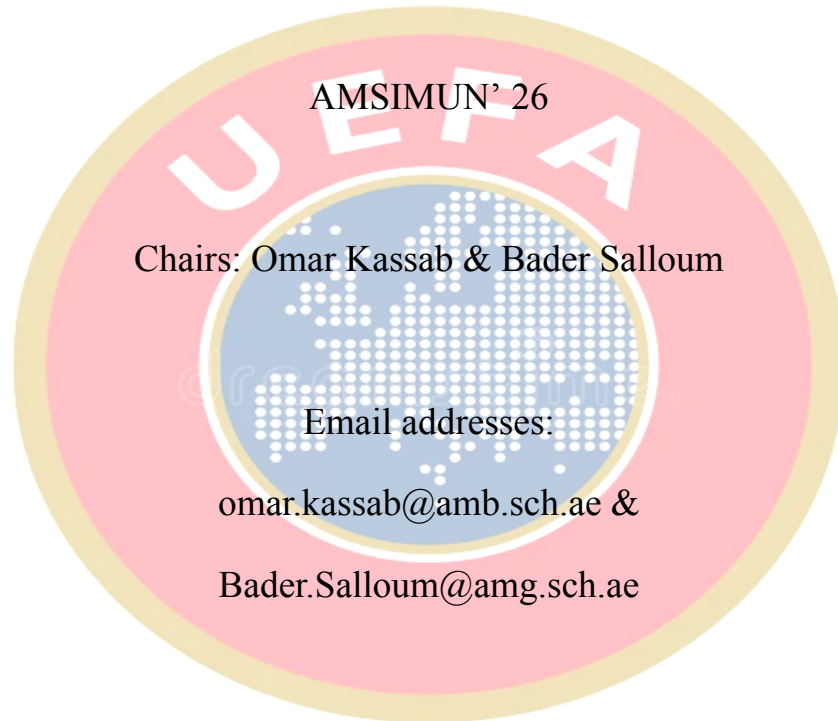 AMSIMUN’ 26
UEFA
Chairs: Omar Kassab & Bader Salloum
dreamstime.
Email addresses:
omar.kassab@amb.sch.ae &
Bader.Salloum@amg.sch.ae